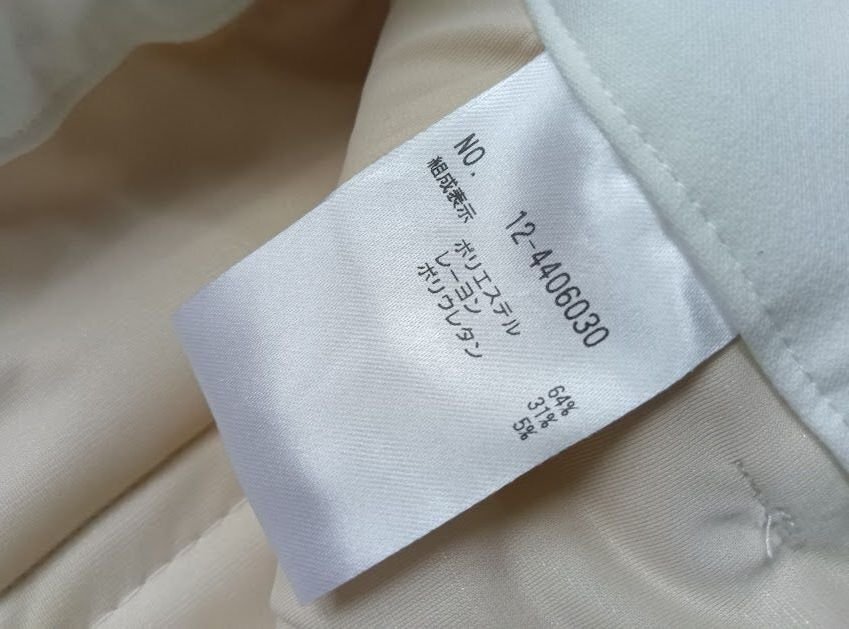 NO. 12-4406030
組成表示
ポリエステル 64%
レーヨン 31%
ポリウレタン 5%